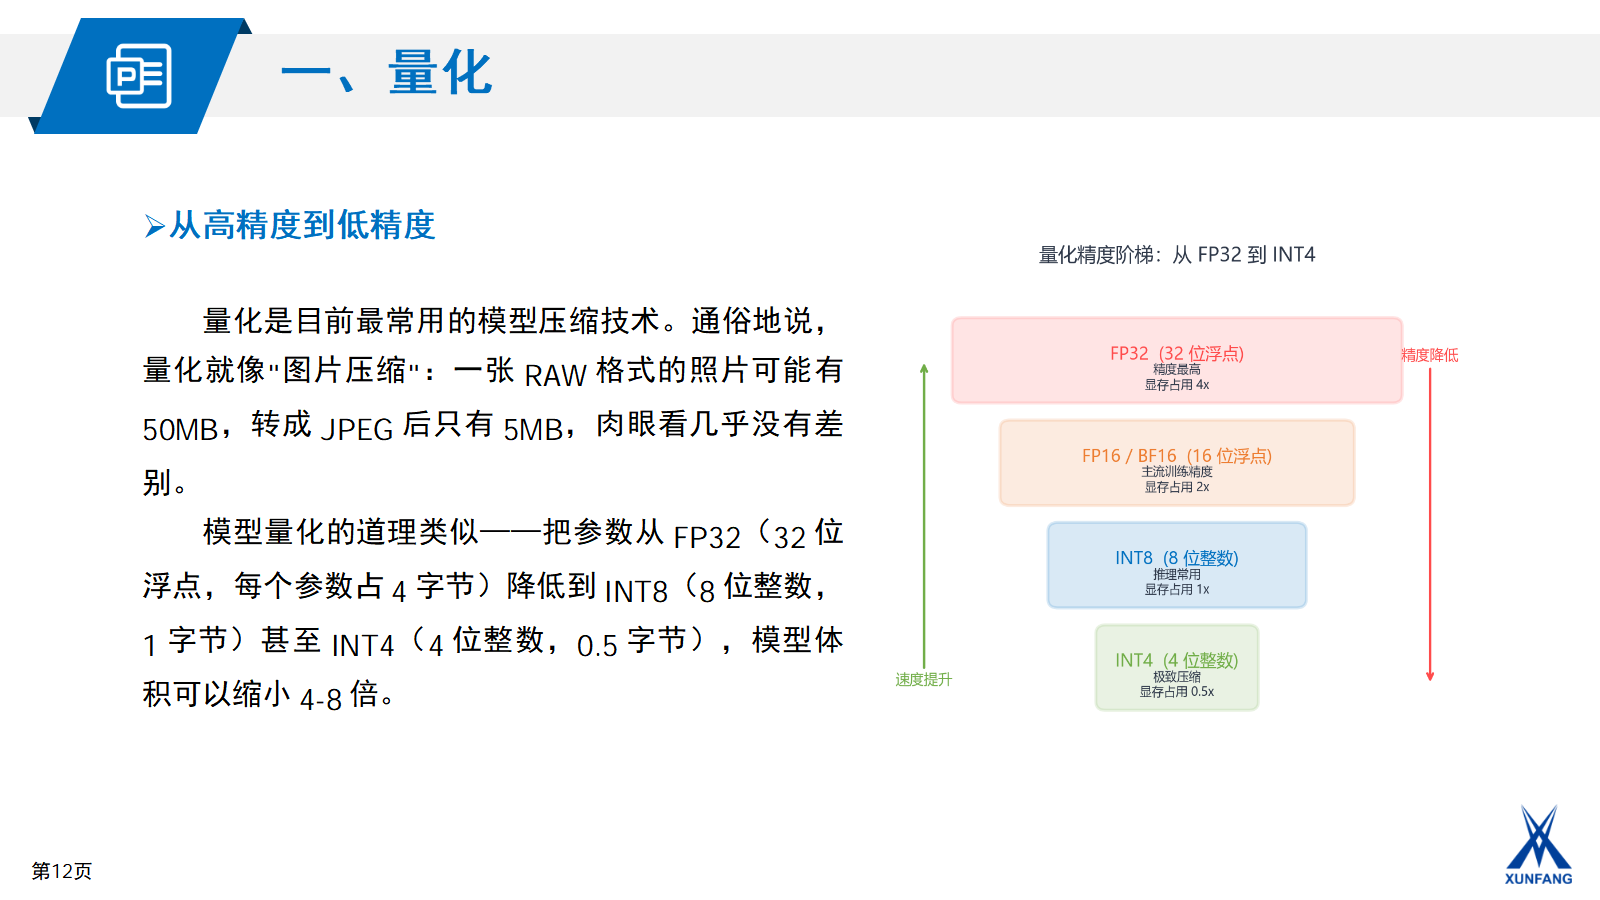 一、量化
➢从高精度到低精度
量化是目前最常用的模型压缩技术。通俗地说，
量化就像"图片压缩"：一张 RAW 格式的照片可能有
50MB，转成 JPEG 后只有 5MB，肉眼看几乎没有差
别。
模型量化的道理类似——把参数从 FP32（32 位
浮点，每个参数占 4 字节）降低到 INT8（8 位整数，
1 字节）甚至 INT4（4 位整数，0.5 字节），模型体
积可以缩小 4-8 倍。
量化精度阶梯：从 FP32 到 INT4
FP32（32 位浮点）
精度最高
显存占用 4x
精度降低
FP16 / BF16（16 位浮点）
主流训练精度
显存占用 2x
INT8（8 位整数）
推理常用
显存占用 1x
INT4（4 位整数）
极致压缩
显存占用 0.5x
速度提升
第12页
XUNFANG